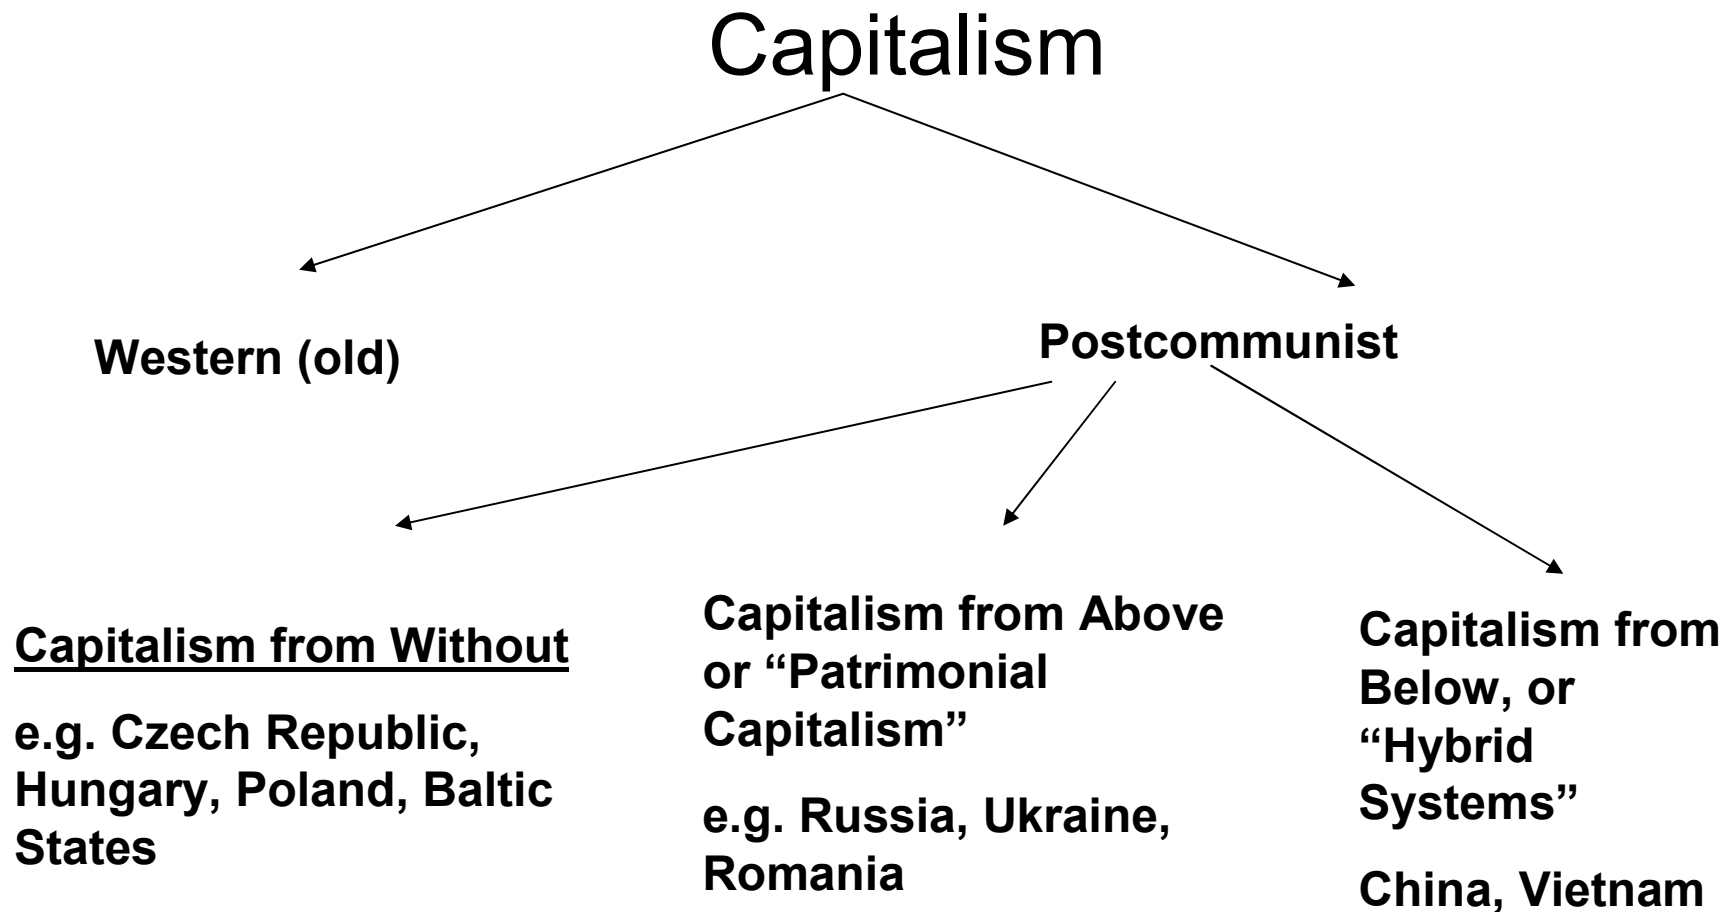 Capitalism
Western (old)
Postcommunist
Capitalism from Without
e.g. Czech Republic,
Hungary, Poland, Baltic
States
Capitalism from Above
or “Patrimonial
Capitalism”
e.g. Russia, Ukraine,
Romania
Capitalism from
Below, or
“Hybrid
Systems”
China, Vietnam